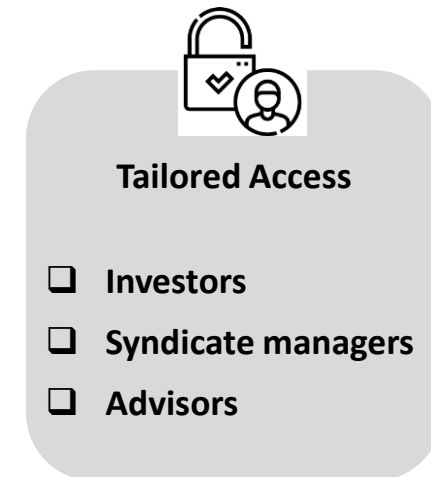 Tailored Access
❑ Investors
❑ Syndicate managers
❑ Advisors